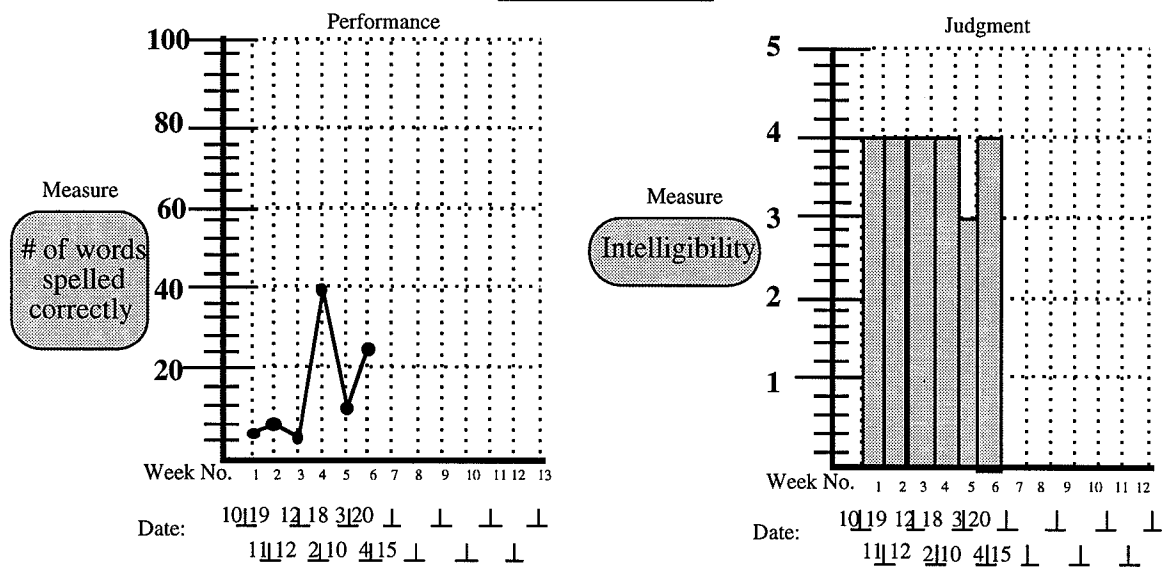 Performance
100
80
60
40
20
Measure
# of words
spelled
correctly
Week No. 1 2 3 4 5 6 7 8 9 10 11 12 13
Date: 10|19 12|18 3|20
11|12 2|10 4|15
Judgment
5
4
3
2
1
Measure
Intelligibility
Week No. 1 2 3 4 5 6 7 8 9 10 11 12
Date: 10|19 12|18 3|20
11|12 2|10 4|15